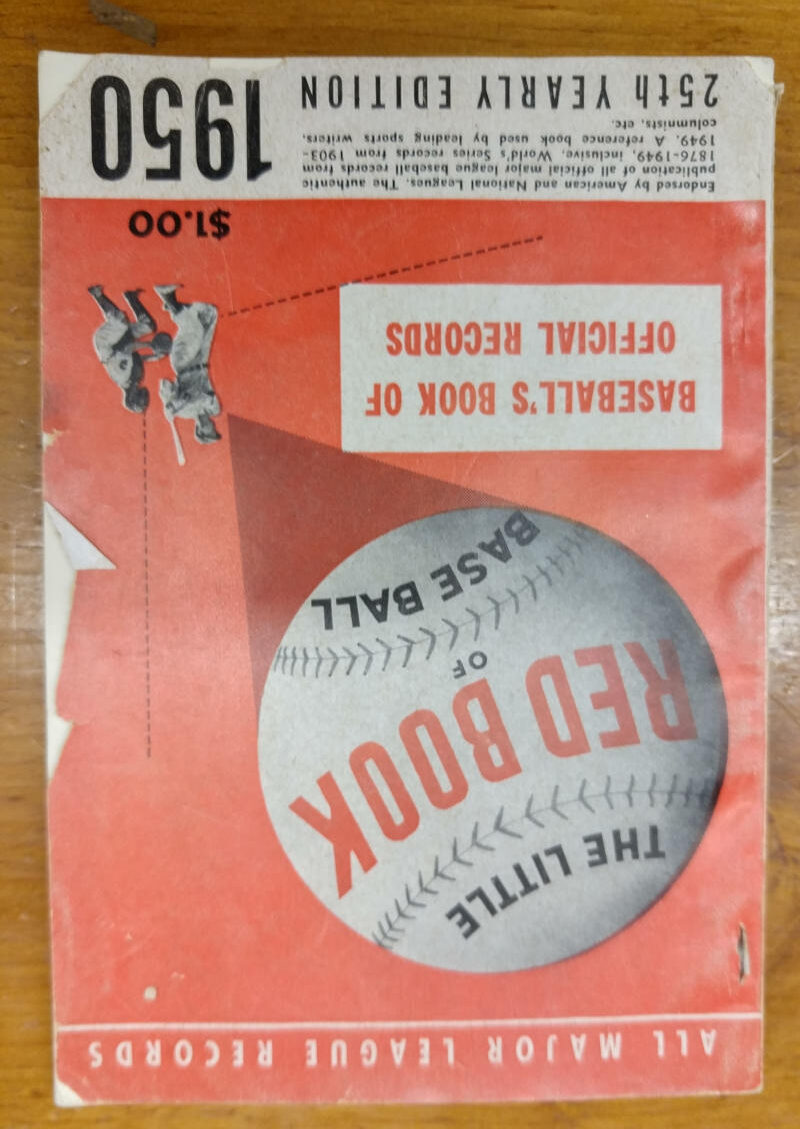 ALL MAJOR LEAGUE RECORDS
THE LITTLE
RED BOOK
OF
BASE BALL
BASEBALL'S BOOK OF
OFFICIAL RECORDS
$1.00
Endorsed by American and National Leagues. The authentic
publication of all official major league baseball records from
1876-1949, inclusive. World's Series records from 1903-
1949. A reference book used by leading sports writers,
columnists, etc.
25th YEARLY EDITION
1950